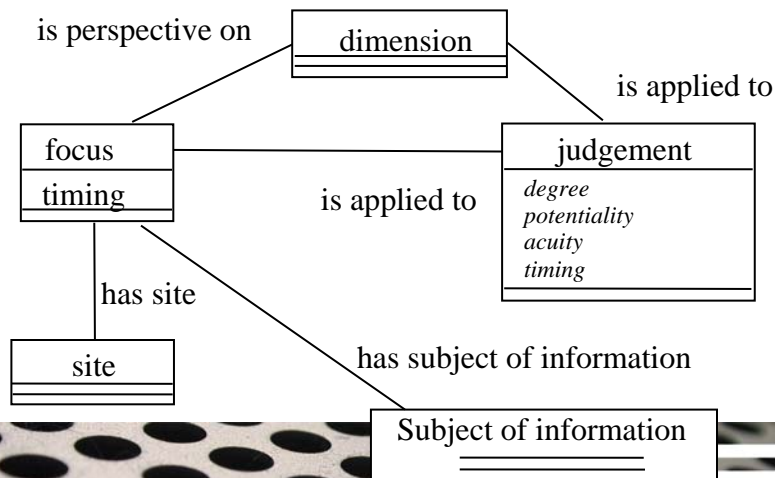 is perspective on
dimension
is applied to
focus
timing
judgement
degree
potentiality
acuity
timing
is applied to
has site
site
has subject of information
Subject of information